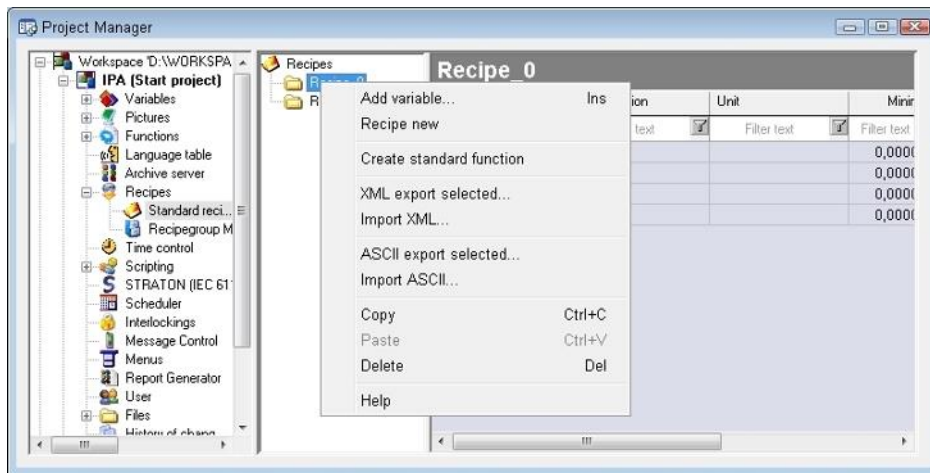 Project Manager
Workspace 'D:\WORKSPA
IPA (Start project)
Variables
Pictures
Functions
Language table
Archive server
Recipes
Standard reci...
Recipegroup M
Time control
Scripting
STRATON (IEC 61
Scheduler
Interlockings
Message Control
Menus
Report Generator
User
Files
History of chang
Recipes
R
Add variable... Ins
Recipe new
Create standard function
XML export selected...
Import XML...
ASCII export selected...
Import ASCII...
Copy Ctrl+C
Paste Ctrl+V
Delete Del
Help
Recipe_0
ion Unit Minir
text Filter text Filter text
0,0000
0,0000
0,0000
0,0000